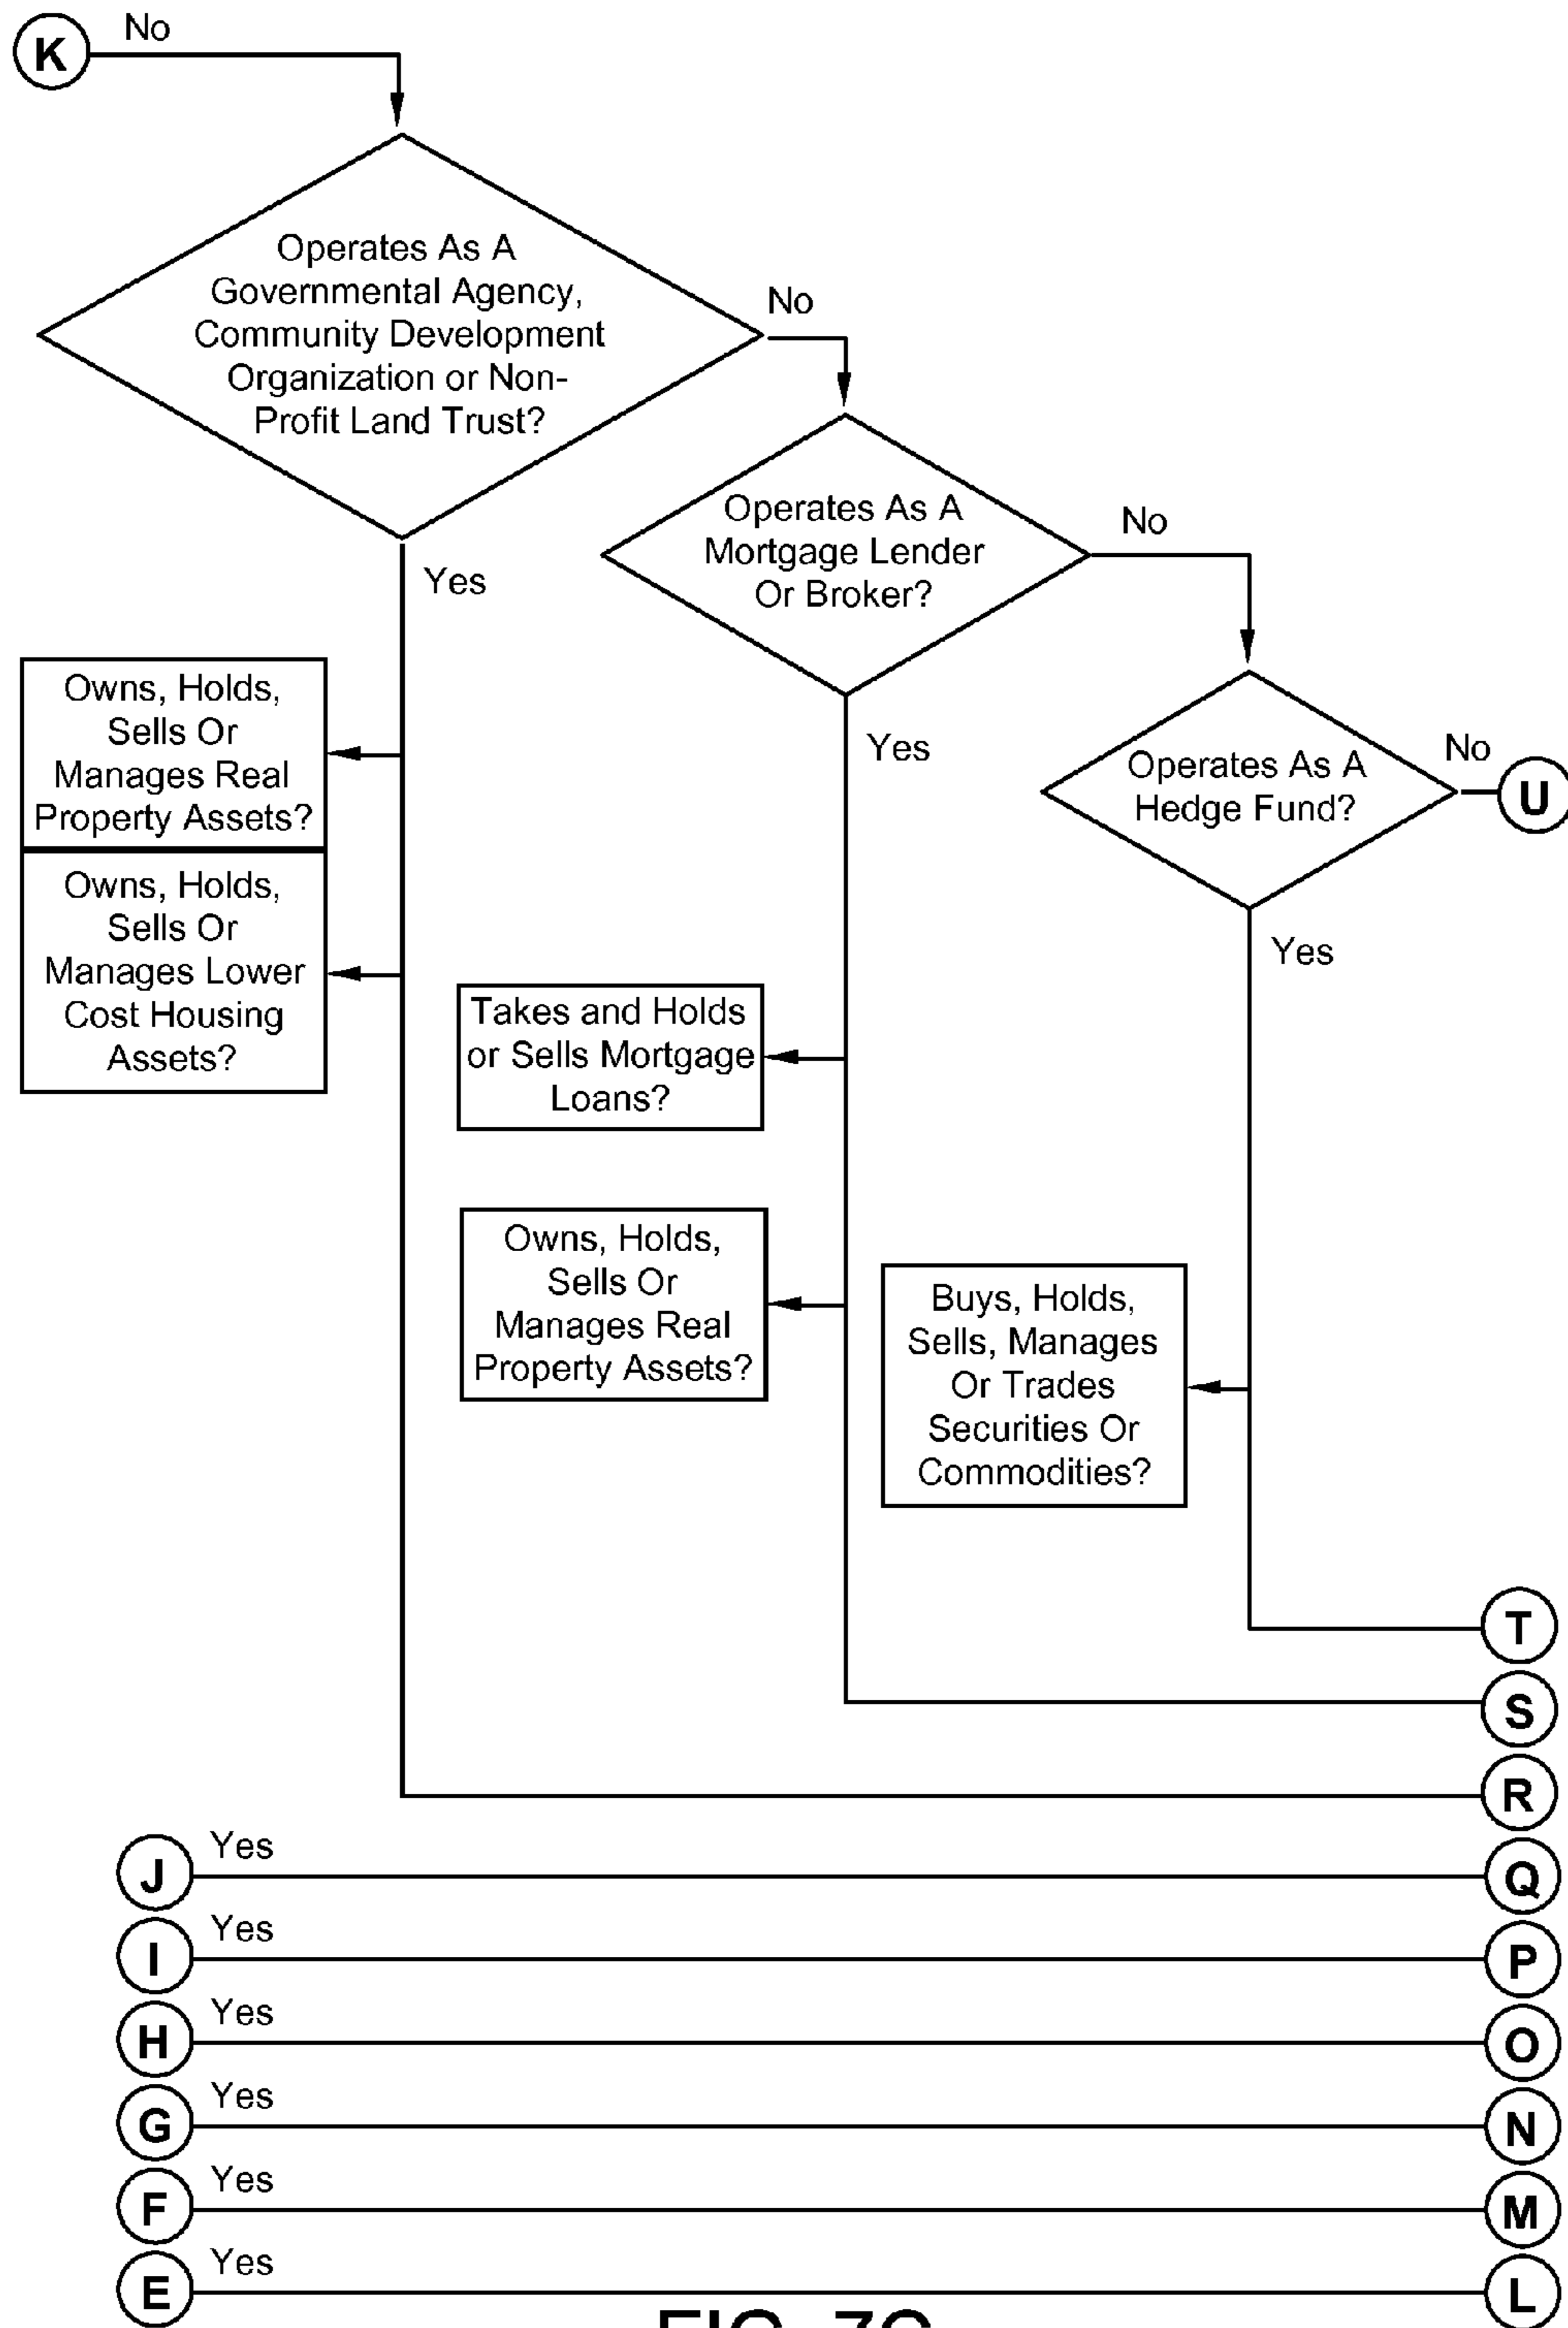 K
No
Operates As A
Governmental Agency,
Community Development
Organization or Non-
Profit Land Trust?
No
Yes
Operates As A
Mortgage Lender
Or Broker?
No
Yes
Operates As A
Hedge Fund?
No
U
Yes
Owns, Holds,
Sells Or
Manages Real
Property Assets?
Owns, Holds,
Sells Or
Manages Lower
Cost Housing
Assets?
Takes and Holds
or Sells Mortgage
Loans?
Owns, Holds,
Sells Or
Manages Real
Property Assets?
Buys, Holds,
Sells, Manages
Or Trades
Securities Or
Commodities?
T
S
R
J Yes Q
I Yes P
H Yes O
G Yes N
F Yes M
E Yes L
FIG. 7C